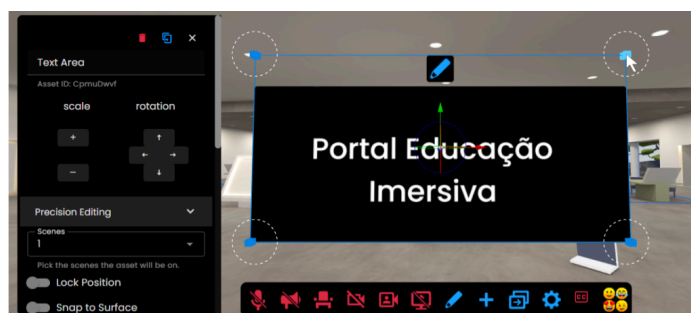 Text Area
Asset ID: CpmuDwvf
scale
rotation
Precision Editing
Scenes
1
Pick the scenes the asset will be on.
Lock Position
Snap to Surface
Portal Educação
Imersiva
CC